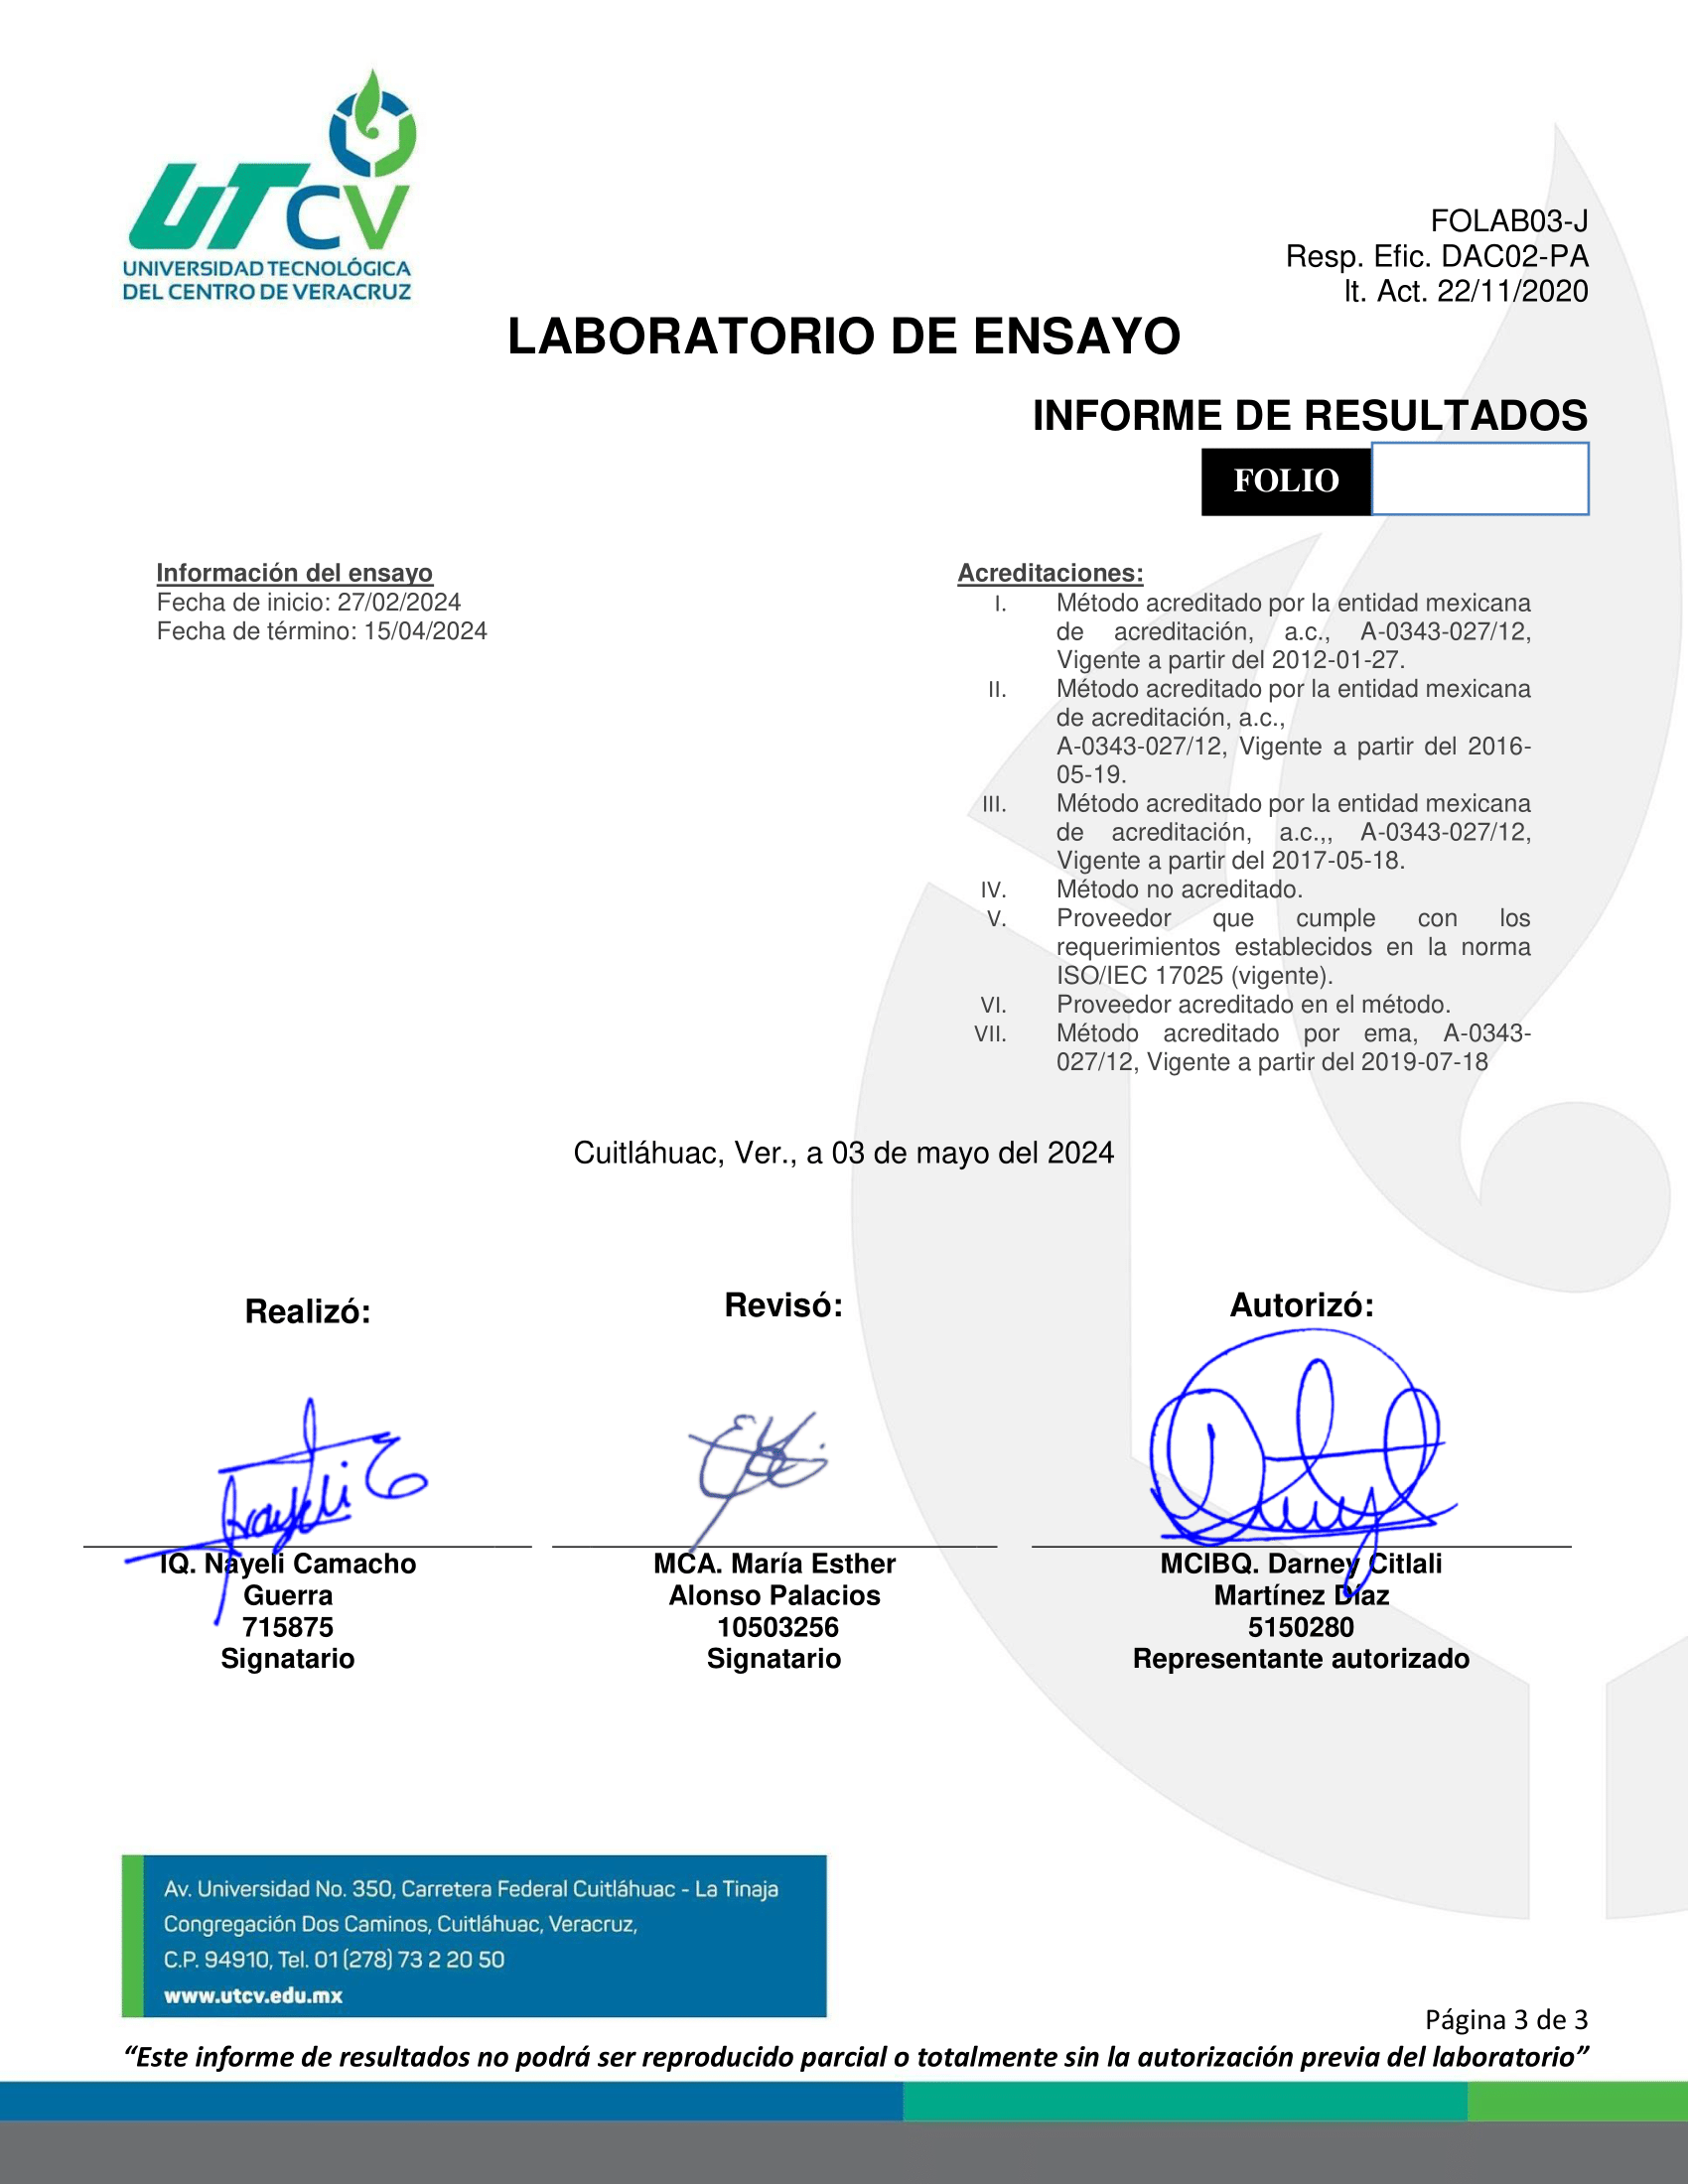 UTCV
UNIVERSIDAD TECNOLÓGICA
DEL CENTRO DE VERACRUZ
FOLAB03-J
Resp. Efic. DAC02-PA
It. Act. 22/11/2020
LABORATORIO DE ENSAYO
INFORME DE RESULTADOS
FOLIO
Información del ensayo
Fecha de inicio: 27/02/2024
Fecha de término: 15/04/2024
Acreditaciones:
I. Método acreditado por la entidad mexicana
de acreditación, a.c., A-0343-027/12,
Vigente a partir del 2012-01-27.
II. Método acreditado por la entidad mexicana
de acreditación, a.c.,
A-0343-027/12, Vigente a partir del 2016-
05-19.
III. Método acreditado por la entidad mexicana
de acreditación, a.c.,, A-0343-027/12,
Vigente a partir del 2017-05-18.
IV. Método no acreditado.
V. Proveedor que cumple con los
requerimientos establecidos en la norma
ISO/IEC 17025 (vigente).
VI. Proveedor acreditado en el método.
VII. Método acreditado por ema, A-0343-
027/12, Vigente a partir del 2019-07-18
Cuitláhuac, Ver., a 03 de mayo del 2024
Realizó:
Revisó:
Autorizó:
IQ. Nayeli Camacho
Guerra
715875
Signatario
MCA. María Esther
Alonso Palacios
10503256
Signatario
MCIBQ. Darney Citlali
Martínez Díaz
5150280
Representante autorizado
Av. Universidad No. 350, Carretera Federal Cuitláhuac - La Tinaja
Congregación Dos Caminos, Cuitláhuac, Veracruz,
C.P. 94910, Tel. 01 (278) 73 2 20 50
www.utcv.edu.mx
Página 3 de 3
“Este informe de resultados no podrá ser reproducido parcial o totalmente sin la autorización previa del laboratorio”